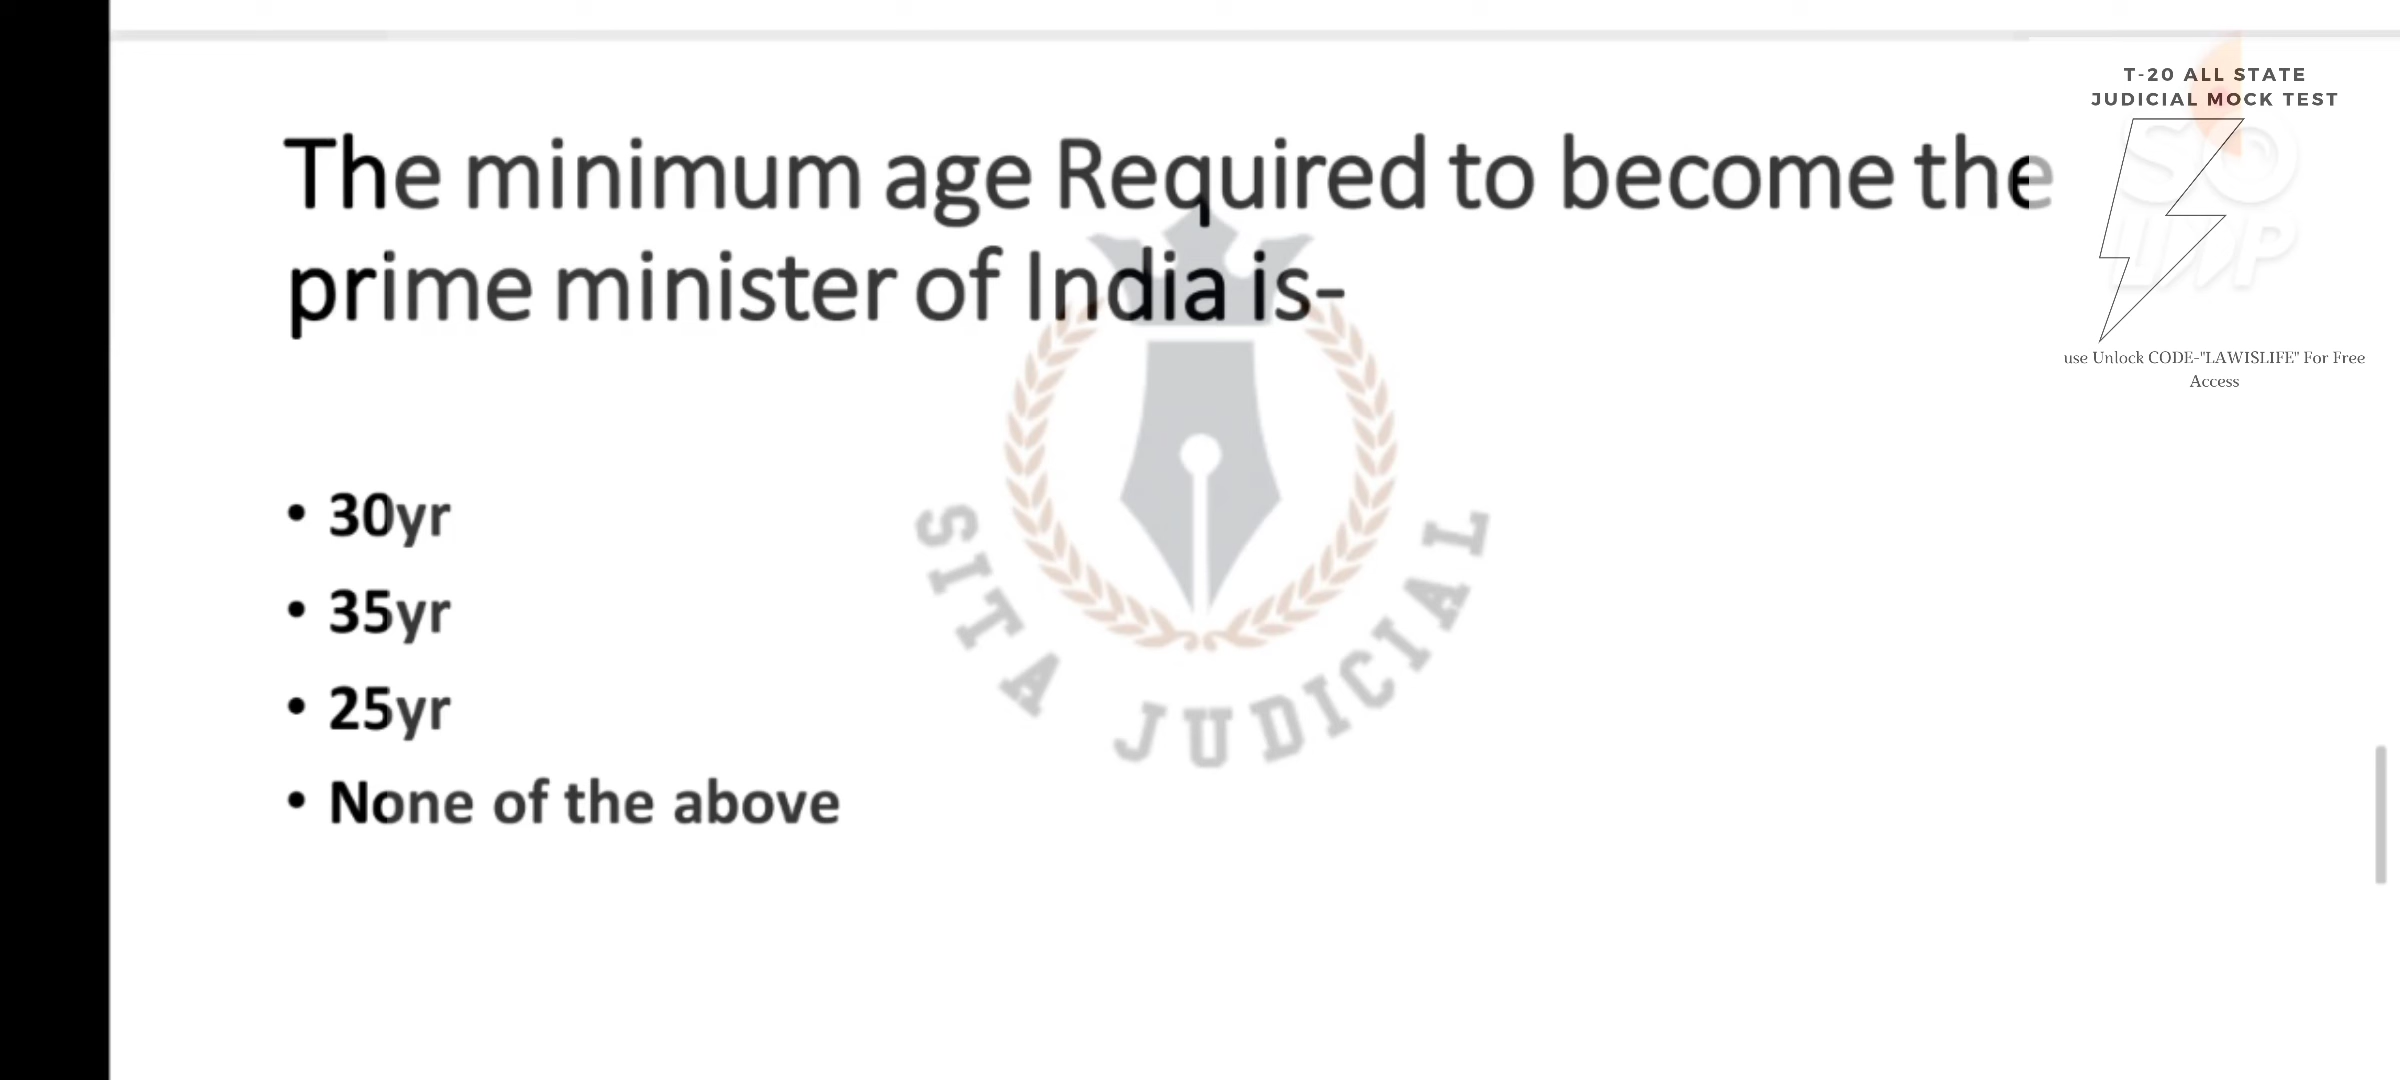 T-20 ALL STATE
JUDICIAL MOCK TEST
The minimum age Required to become the
prime minister of India is-
use Unlock CODE-"LAWISLIFE" For Free
Access
• 30yr
• 35yr
• 25yr
• None of the above
SITA JUDICIAL